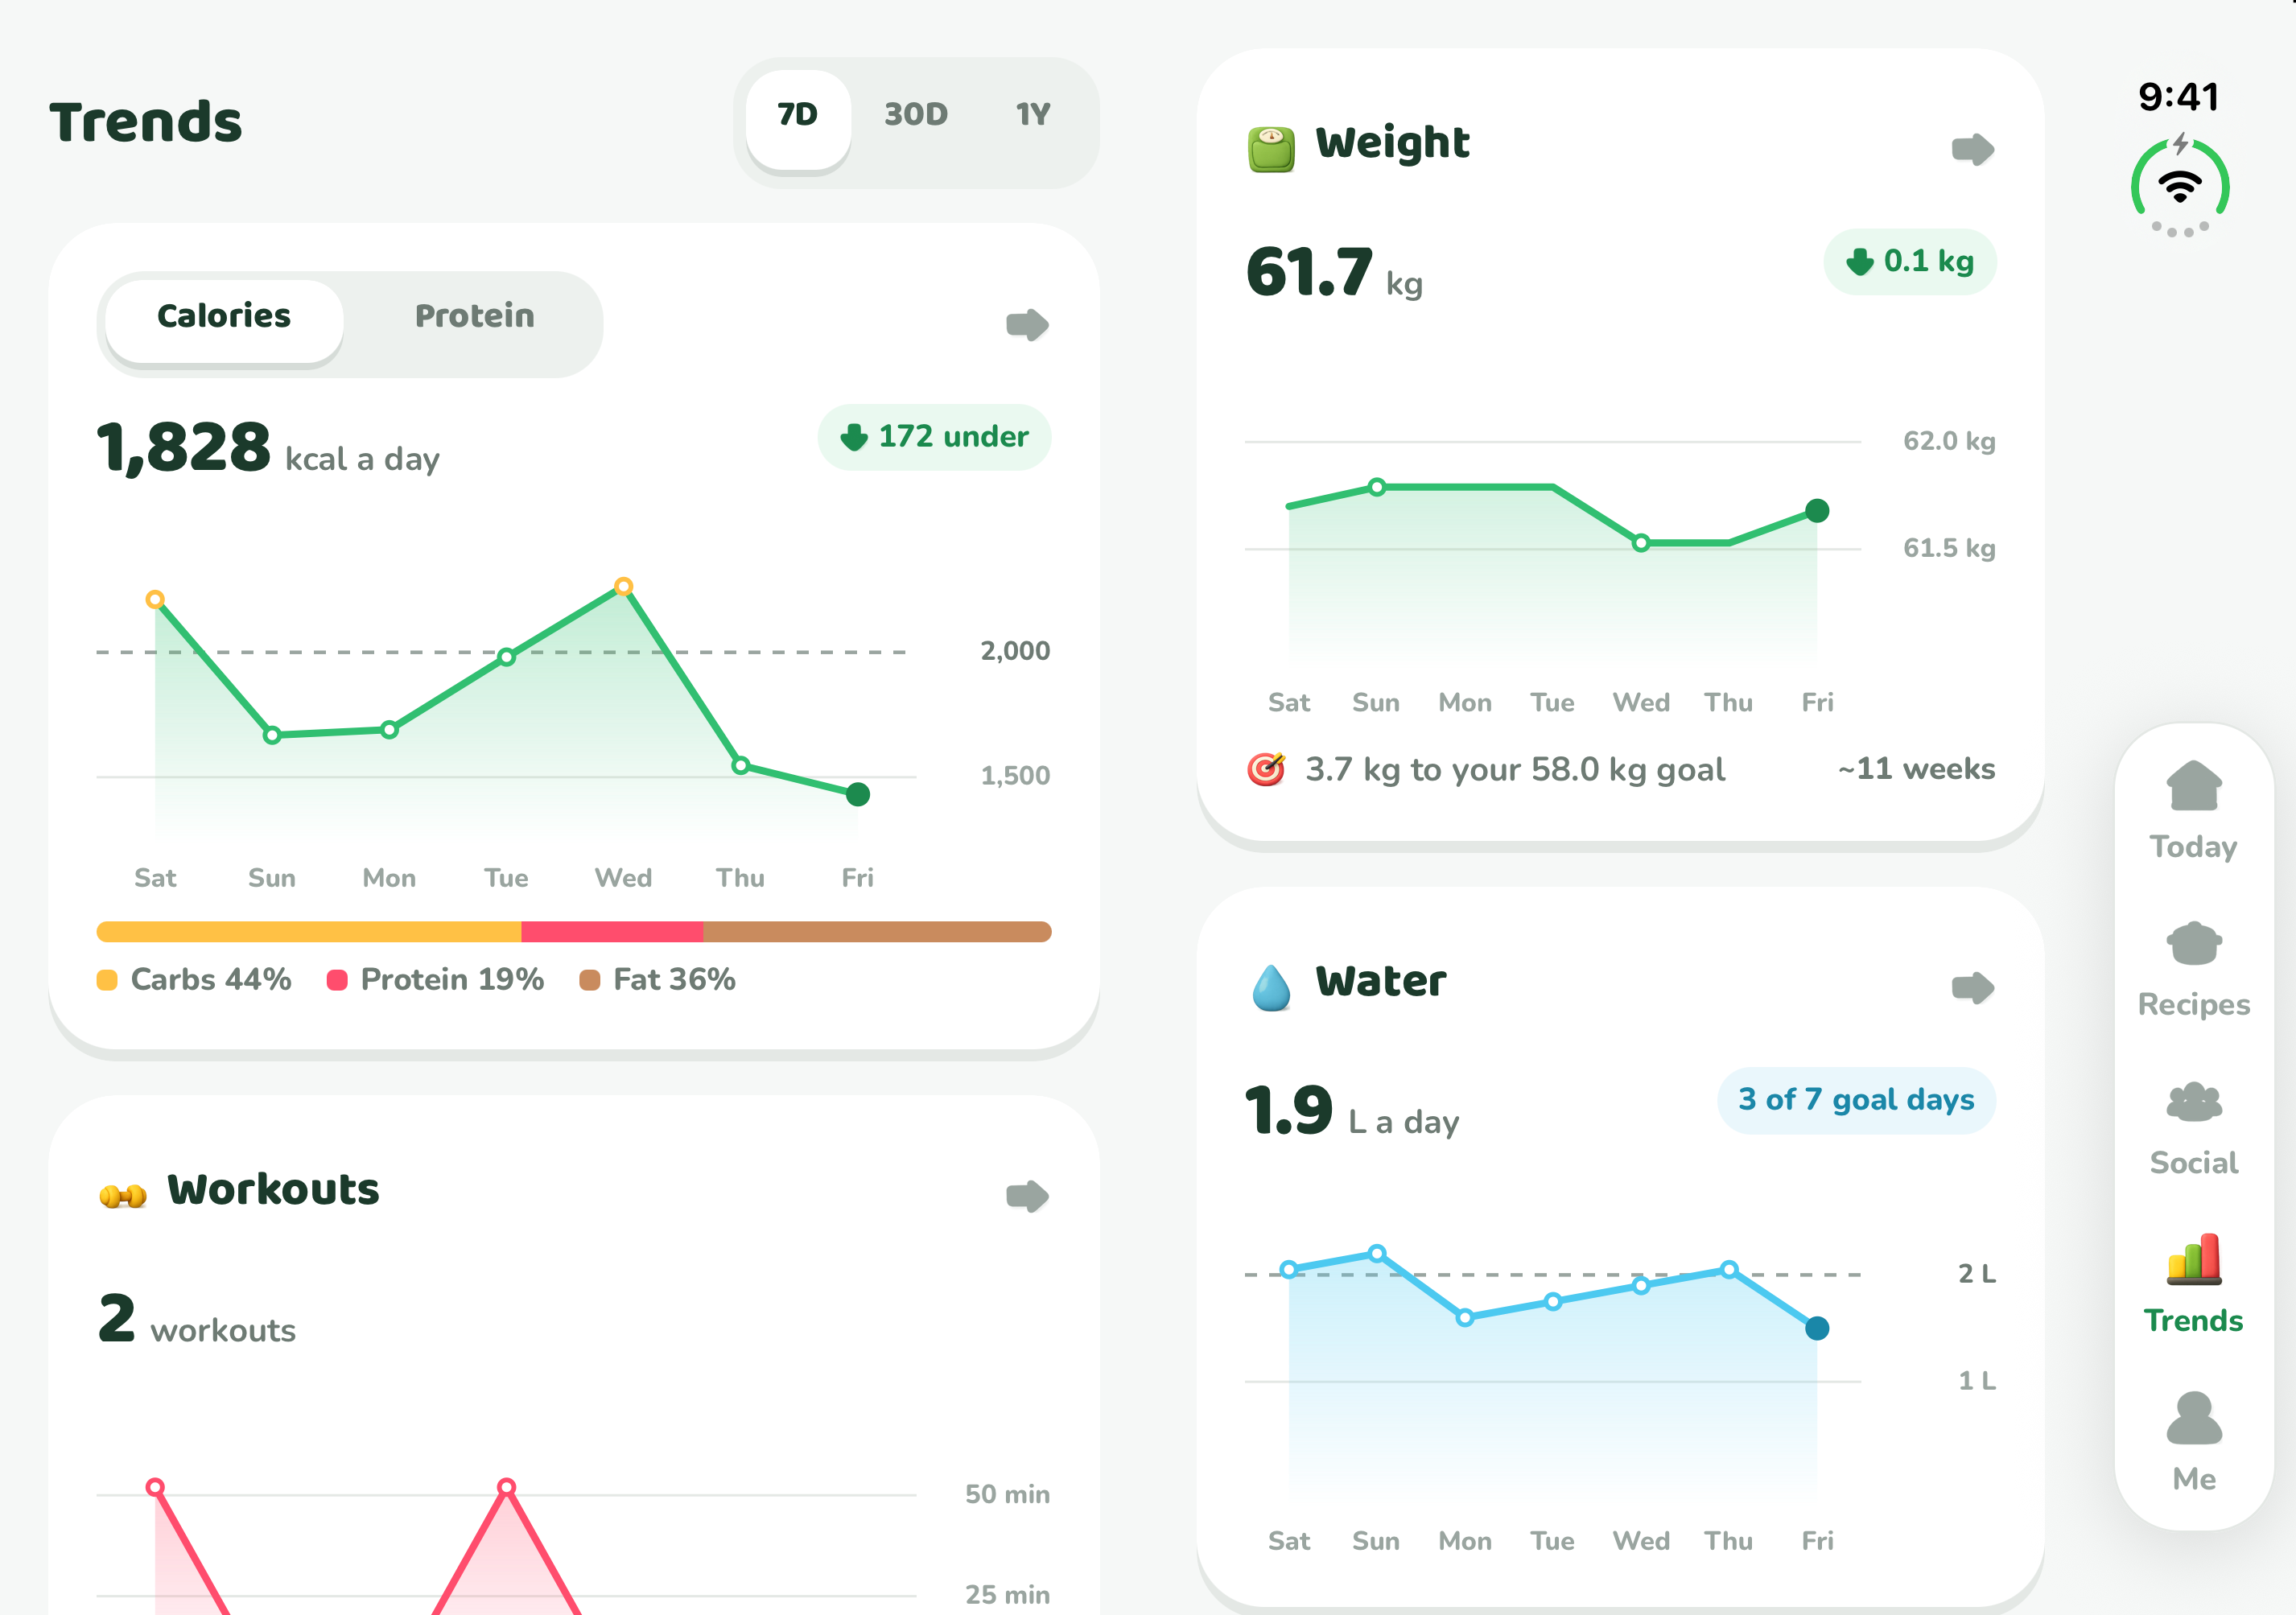 Trends
7D 30D 1Y
Calories Protein
1,828 kcal a day
172 under
2,000
1,500
Sat Sun Mon Tue Wed Thu Fri
Carbs 44% Protein 19% Fat 36%
Workouts
2 workouts
50 min
25 min
Weight
61.7 kg
0.1 kg
62.0 kg
61.5 kg
Sat Sun Mon Tue Wed Thu Fri
3.7 kg to your 58.0 kg goal ~11 weeks
Water
1.9 L a day
3 of 7 goal days
2 L
1 L
Sat Sun Mon Tue Wed Thu Fri
9:41
Today
Recipes
Social
Trends
Me